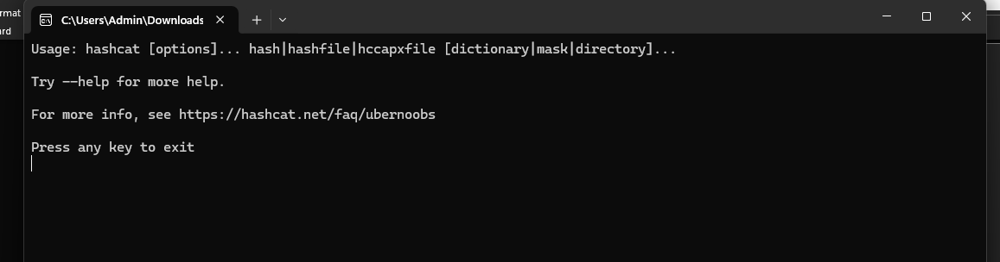 rmat
C:\Users\Admin\Downloads
rd
Usage: hashcat [options]... hash|hashfile|hccapxfile [dictionary|mask|directory]...
Try --help for more help.
For more info, see https://hashcat.net/faq/ubernoobs
Press any key to exit